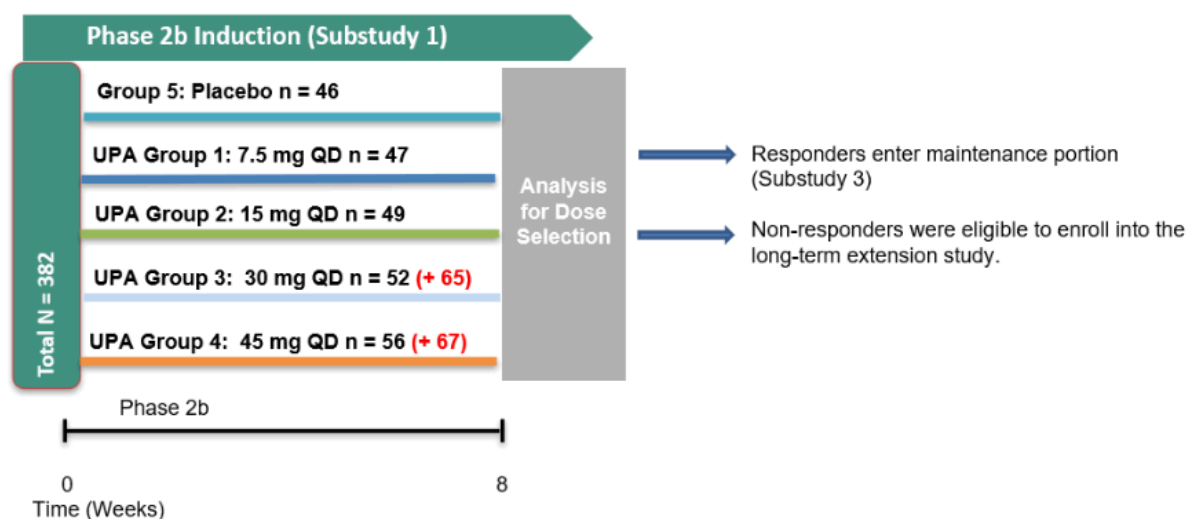 Phase 2b Induction (Substudy 1)
Total N = 382
Group 5: Placebo n = 46
UPA Group 1: 7.5 mg QD n = 47
UPA Group 2: 15 mg QD n = 49
UPA Group 3:  30 mg QD n = 52 (+ 65)
UPA Group 4:  45 mg QD n = 56 (+ 67)
Analysis
for Dose
Selection
Responders enter maintenance portion
(Substudy 3)
Non-responders were eligible to enroll into the
long-term extension study.
Phase 2b
0
8
Time (Weeks)